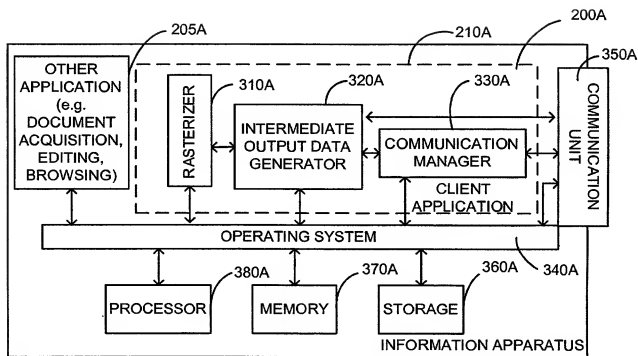 205A
210A
200A
350A
OTHER
APPLICATION
(e.g.
DOCUMENT
ACQUISITION,
EDITING,
BROWSING)
310A
RASTERIZER
320A
INTERMEDIATE
OUTPUT DATA
GENERATOR
330A
COMMUNICATION
MANAGER
CLIENT
APPLICATION
COMMUNICATION
UNIT
OPERATING SYSTEM
340A
PROCESSOR
380A
MEMORY
370A
STORAGE
360A
INFORMATION APPARATUS